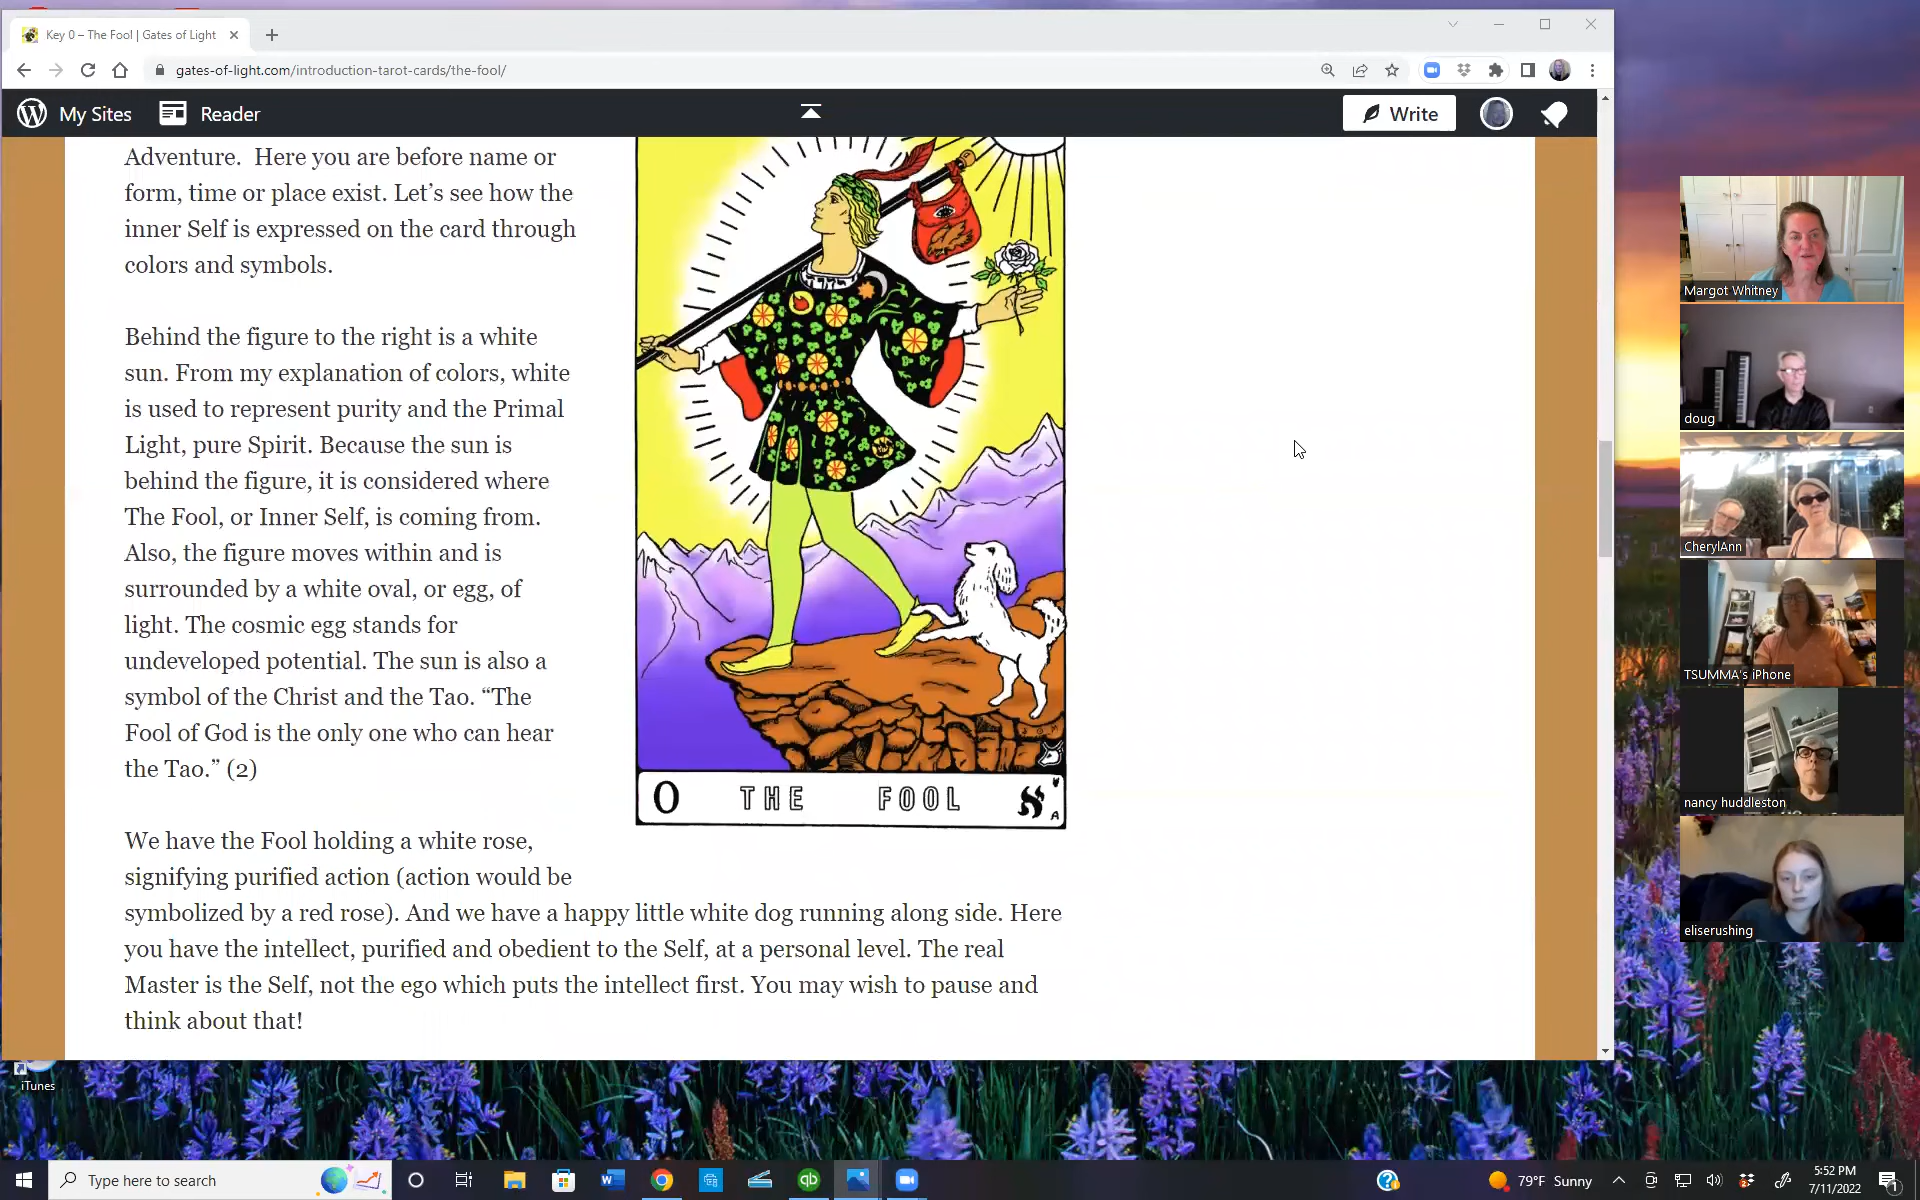 Key 0 – The Fool | Gates of Light
gates-of-light.com/introduction-tarot-cards/the-fool/
My Sites
Reader
Write
Adventure.  Here you are before name or
form, time or place exist. Let’s see how the
inner Self is expressed on the card through
colors and symbols.
Behind the figure to the right is a white
sun. From my explanation of colors, white
is used to represent purity and the Primal
Light, pure Spirit. Because the sun is
behind the figure, it is considered where
The Fool, or Inner Self, is coming from.
Also, the figure moves within and is
surrounded by a white oval, or egg, of
light. The cosmic egg stands for
undeveloped potential. The sun is also a
symbol of the Christ and the Tao. “The
Fool of God is the only one who can hear
the Tao.” (2)
We have the Fool holding a white rose,
signifying purified action (action would be
symbolized by a red rose). And we have a happy little white dog running along side. Here
you have the intellect, purified and obedient to the Self, at a personal level. The real
Master is the Self, not the ego which puts the intellect first. You may wish to pause and
think about that!
0 THE FOOL א
A
Margot Whitney
doug
CherylAnn
TSUMMA's iPhone
nancy huddleston
eliserushing
iTunes
Type here to search
79°F Sunny
5:52 PM
7/11/2022
1